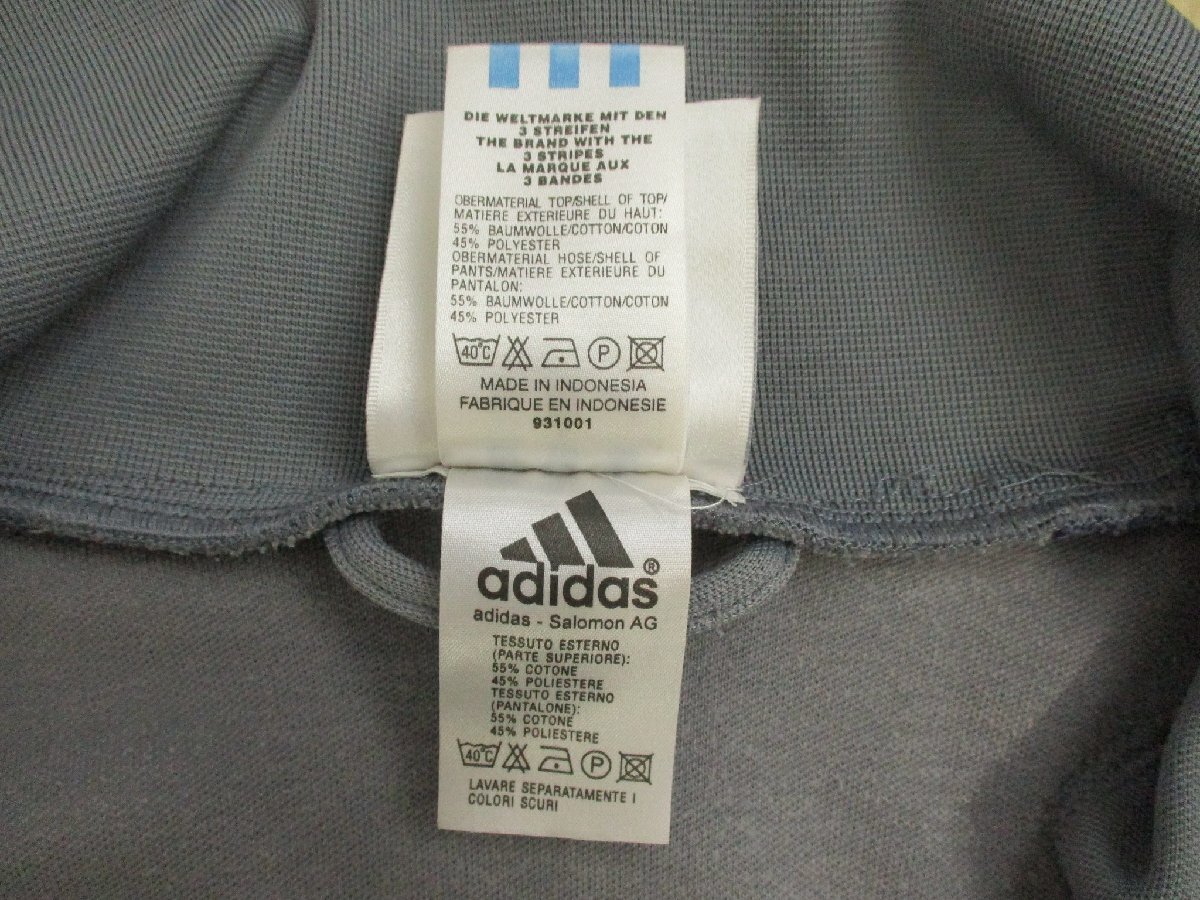 DIE WELTMARKE MIT DEN
3 STREIFEN
THE BRAND WITH THE
3 STRIPES
LA MARQUE AUX
3 BANDES
OBERMATERIAL TOP/SHELL OF TOP/
MATIERE EXTERIEURE DU HAUT:
55% BAUMWOLLE/COTTON/COTON
45% POLYESTER
OBERMATERIAL HOSE/SHELL OF
PANTS/MATIERE EXTERIEURE DU
PANTALON:
55% BAUMWOLLE/COTTON/COTON
45% POLYESTER
40°C P
MADE IN INDONESIA
FABRIQUE EN INDONESIE
931001
adidas®
adidas - Salomon AG
TESSUTO ESTERNO
(PARTE SUPERIORE):
55% COTONE
45% POLIESTERE
TESSUTO ESTERNO
(PANTALONE):
55% COTONE
45% POLIESTERE
40°C P
LAVARE SEPARATAMENTE I
COLORI SCURI